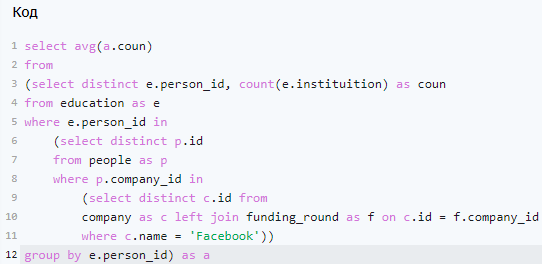 Код
1 select avg(a.coun)
2 from
3 (select distinct e.person_id, count(e.instituition) as coun
4 from education as e
5 where e.person_id in
6 (select distinct p.id
7 from people as p
8 where p.company_id in
9 (select distinct c.id from
10 company as c left join funding_round as f on c.id = f.company_id
11 where c.name = 'Facebook'))
12 group by e.person_id) as a